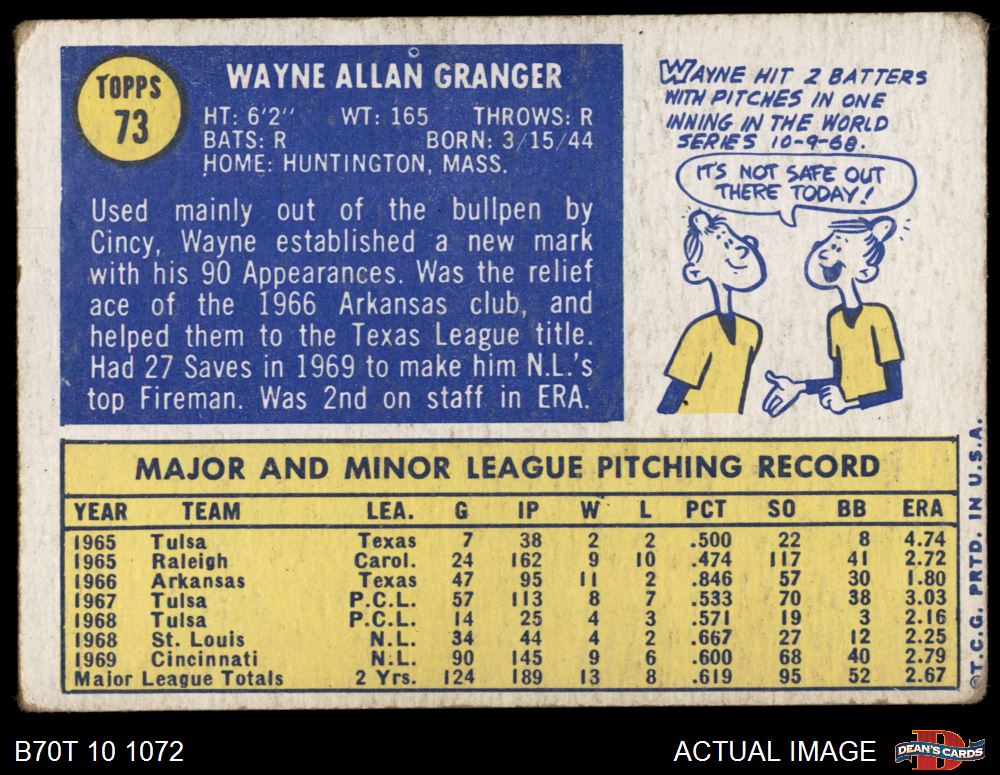 TOPPS
73
WAYNE ALLAN GRANGER
HT: 6'2" WT: 165 THROWS: R
BATS: R BORN: 3/15/44
HOME: HUNTINGTON, MASS.
Used mainly out of the bullpen by
Cincy, Wayne established a new mark
with his 90 Appearances. Was the relief
ace of the 1966 Arkansas club, and
helped them to the Texas League title.
Had 27 Saves in 1969 to make him N.L.'s
top Fireman. Was 2nd on staff in ERA.
WAYNE HIT 2 BATTERS
WITH PITCHES IN ONE
INNING IN THE WORLD
SERIES 10-9-68.
IT'S NOT SAFE OUT
THERE TODAY!
MAJOR AND MINOR LEAGUE PITCHING RECORD
YEAR TEAM LEA. G IP W L PCT SO BB ERA
1965 Tulsa Texas 7 38 2 2 .500 22 8 4.74
1965 Raleigh Carol. 24 162 9 10 .474 117 41 2.72
1966 Arkansas Texas 47 95 11 2 .846 57 30 1.80
1967 Tulsa P.C.L. 57 113 8 7 .533 70 38 3.03
1968 Tulsa P.C.L. 14 25 4 3 .571 19 3 2.16
1968 St. Louis N.L. 34 44 4 2 .667 27 12 2.25
1969 Cincinnati N.L. 90 145 9 6 .600 68 40 2.79
Major League Totals 2 Yrs. 124 189 13 8 .619 95 52 2.67
©T.C.G. PRTD. IN U.S.A.
B70T 10 1072
ACTUAL IMAGE
D
DEAN'S CARDS